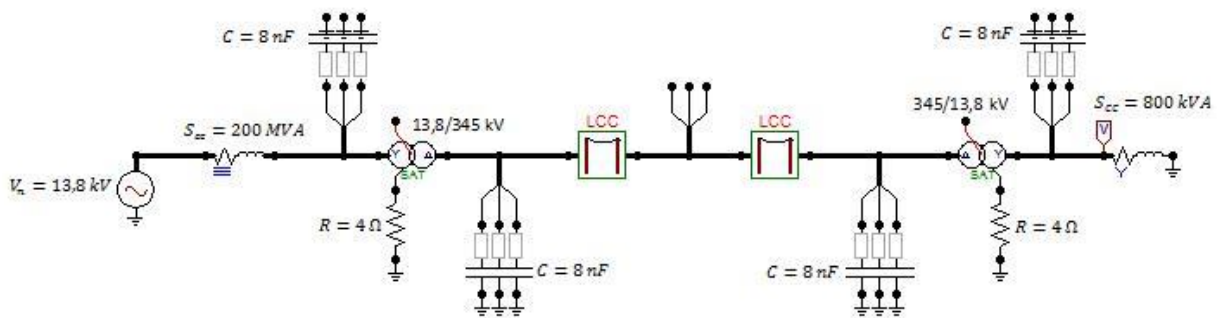 C = 8 nF
C = 8 nF
S_cc = 200 MVA
13,8/345 kV
LCC
LCC
345/13,8 kV
S_cc = 800 kVA
V
Y
Δ
SAT
Δ
Y
SAT
Y
V_n = 13,8 kV
R = 4 Ω
C = 8 nF
C = 8 nF
R = 4 Ω